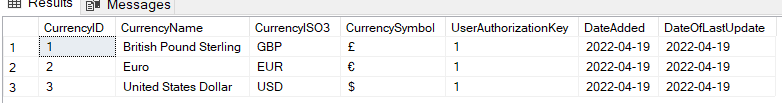 Results Messages
CurrencyID CurrencyName CurrencyISO3 CurrencySymbol UserAuthorizationKey DateAdded DateOfLastUpdate
1 1 British Pound Sterling GBP £ 1 2022-04-19 2022-04-19
2 2 Euro EUR € 1 2022-04-19 2022-04-19
3 3 United States Dollar USD $ 1 2022-04-19 2022-04-19